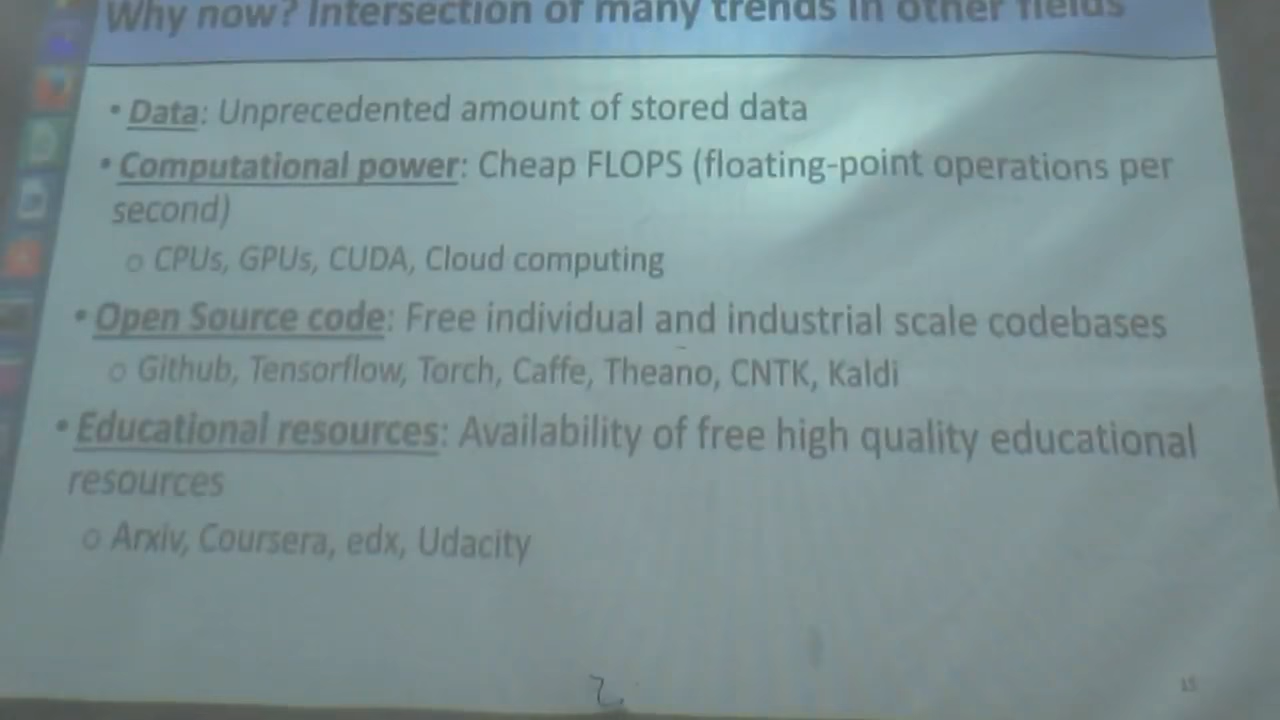 Why now? Intersection of many trends in other fields
• Data: Unprecedented amount of stored data
• Computational power: Cheap FLOPS (floating-point operations per
second)
o CPUs, GPUs, CUDA, Cloud computing
• Open Source code: Free individual and industrial scale codebases
o Github, Tensorflow, Torch, Caffe, Theano, CNTK, Kaldi
• Educational resources: Availability of free high quality educational
resources
o Arxiv, Coursera, edx, Udacity